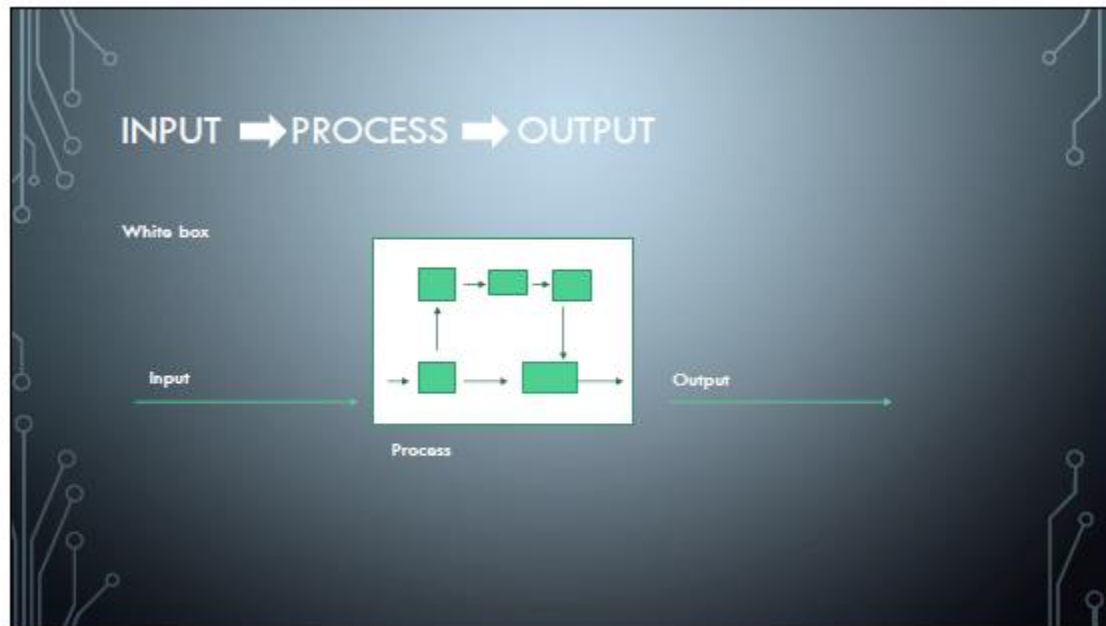 INPUT ➡ PROCESS ➡ OUTPUT
White box
Input
Output
Process